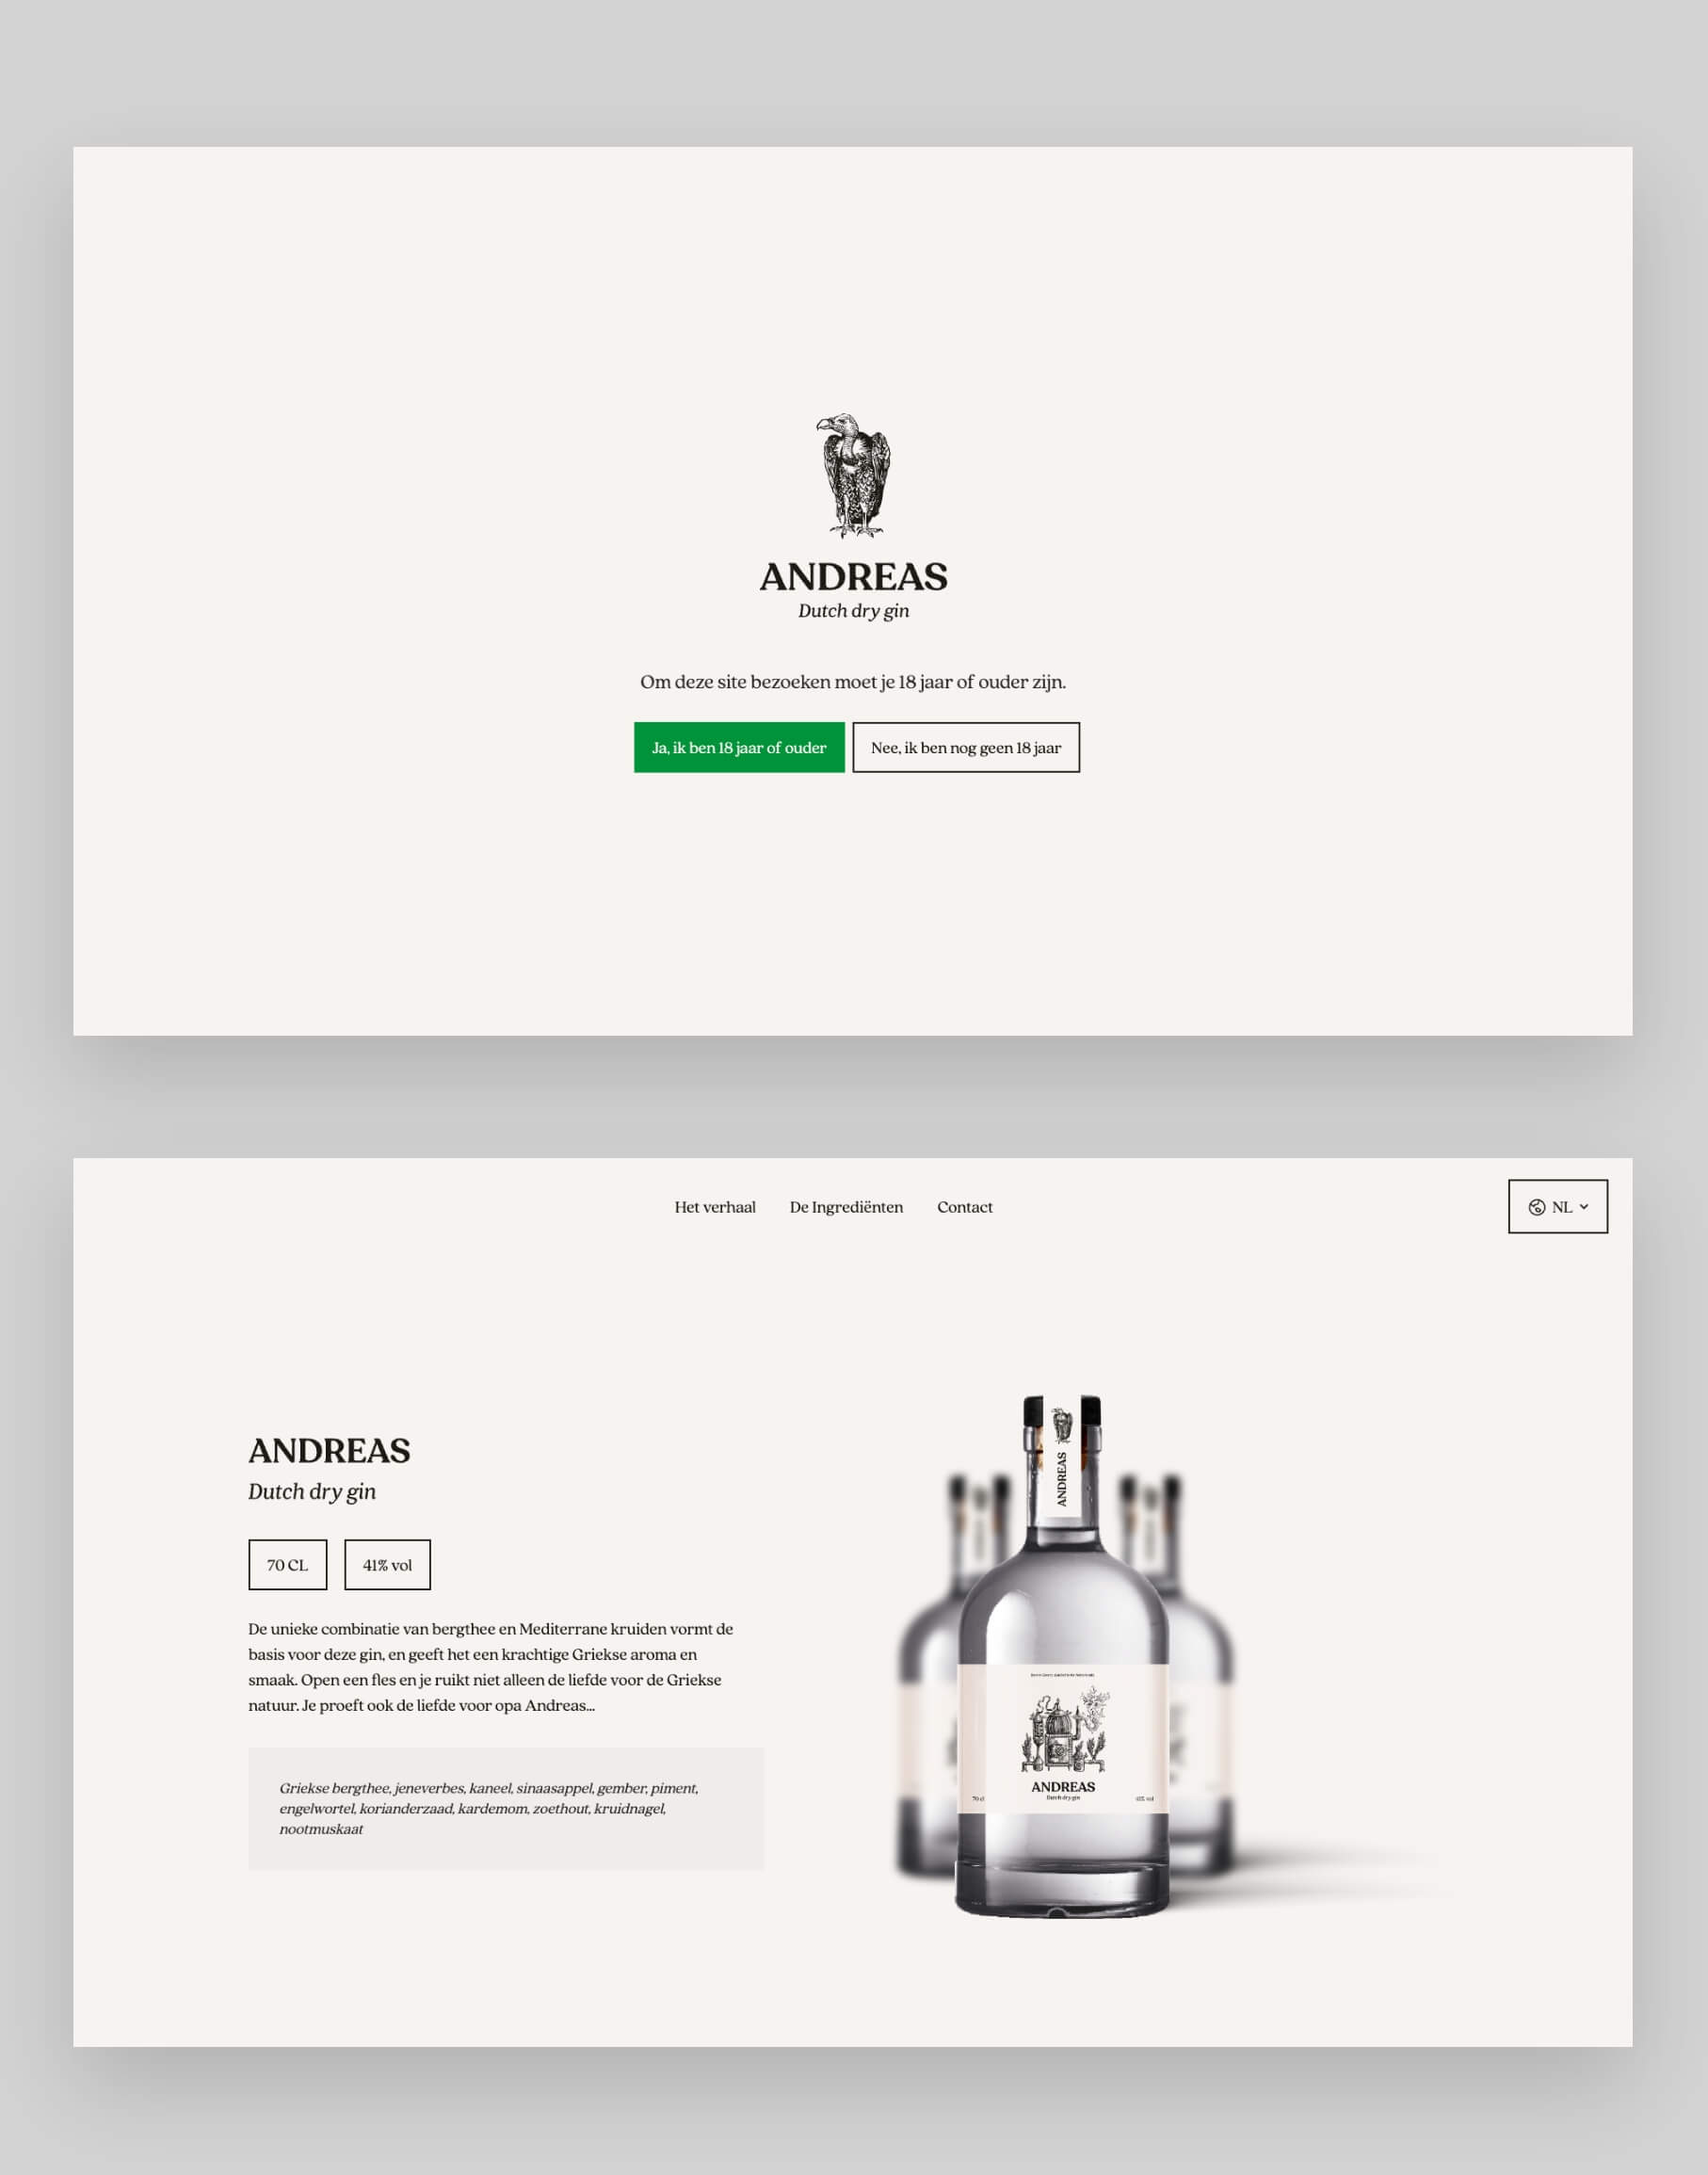 ANDREAS
Dutch dry gin
Om deze site bezoeken moet je 18 jaar of ouder zijn.
Ja, ik ben 18 jaar of ouder
Nee, ik ben nog geen 18 jaar
Het verhaal
De Ingrediënten
Contact
NL
ANDREAS
Dutch dry gin
70 CL
41% vol
De unieke combinatie van bergthee en Mediterrane kruiden vormt de
basis voor deze gin, en geeft het een krachtige Griekse aroma en
smaak. Open een fles en je ruikt niet alleen de liefde voor de Griekse
natuur. Je proeft ook de liefde voor opa Andreas...
Griekse bergthee, jeneverbes, kaneel, sinaasappel, gember, piment,
engelwortel, korianderzaad, kardemom, zoethout, kruidnagel,
nootmuskaat
ANDREAS
ANDREAS
Dutch dry gin
70 cl
41% vol